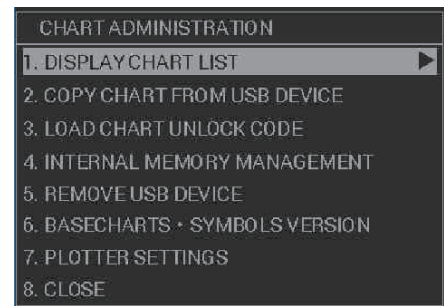 CHART ADMINISTRATION
1. DISPLAY CHART LIST
2. COPY CHART FROM USB DEVICE
3. LOAD CHART UNLOCK CODE
4. INTERNAL MEMORY MANAGEMENT
5. REMOVE USB DEVICE
6. BASECHARTS・SYMBOLS VERSION
7. PLOTTER SETTINGS
8. CLOSE